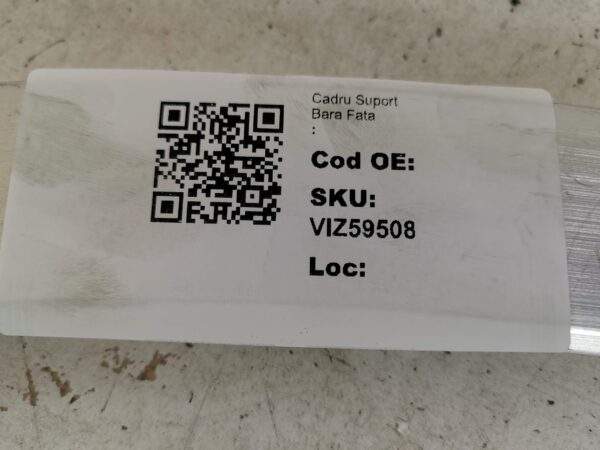 Cadru Suport
Bara Fata
:
Cod OE:
SKU:
VIZ59508
Loc: